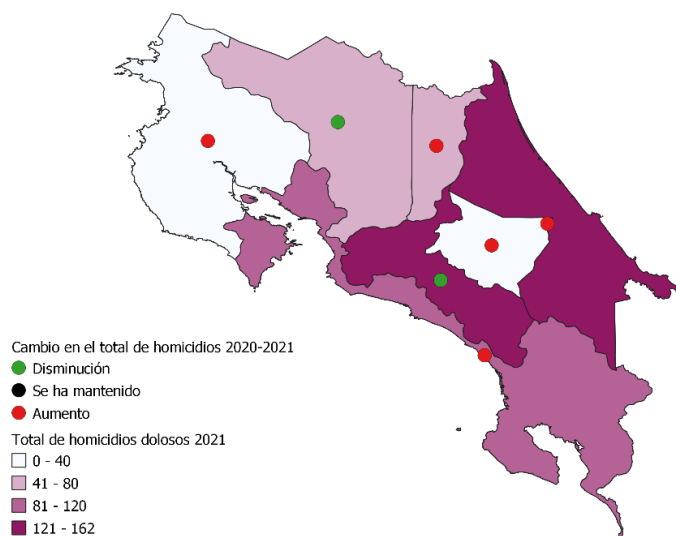 Cambio en el total de homicidios 2020-2021
Disminución
Se ha mantenido
Aumento
Total de homicidios dolosos 2021
0 - 40
41 - 80
81 - 120
121 - 162